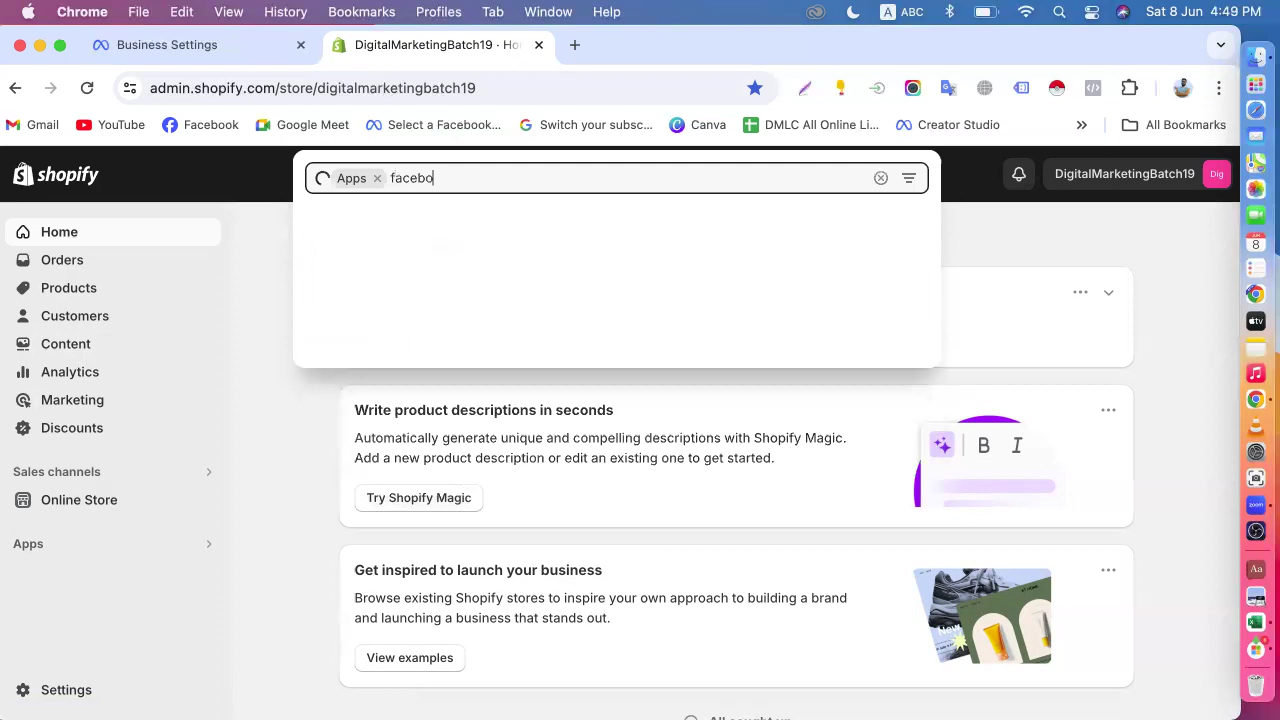 Chrome File Edit View History Bookmarks Profiles Tab Window Help A ABC Sat 8 Jun 4:49 PM
Business Settings
DigitalMarketingBatch19 · Ho
admin.shopify.com/store/digitalmarketingbatch19
Gmail YouTube Facebook Google Meet Select a Facebook... Switch your subsc... Canva DMLC All Online Li... Creator Studio All Bookmarks
shopify
Apps facebo
DigitalMarketingBatch19 Dig
Home
Orders
Products
Customers
Content
Analytics
Marketing
Discounts
Sales channels
Online Store
Apps
Settings
Write product descriptions in seconds
Automatically generate unique and compelling descriptions with Shopify Magic.
Add a new product description or edit an existing one to get started.
Try Shopify Magic
B I
Get inspired to launch your business
Browse existing Shopify stores to inspire your own approach to building a brand
and launching a business that stands out.
View examples
New
JUN
8
tv
zoom
Aa